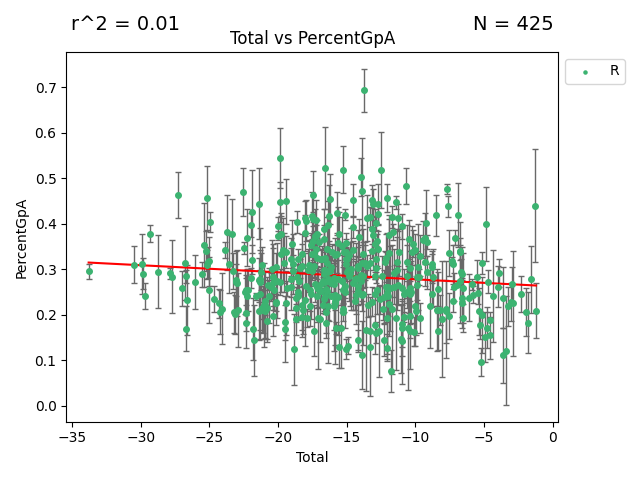 r^2 = 0.01
N = 425
Total vs PercentGpA
R
PercentGpA
0.7
0.6
0.5
0.4
0.3
0.2
0.1
0.0
−35 −30 −25 −20 −15 −10 −5 0
Total